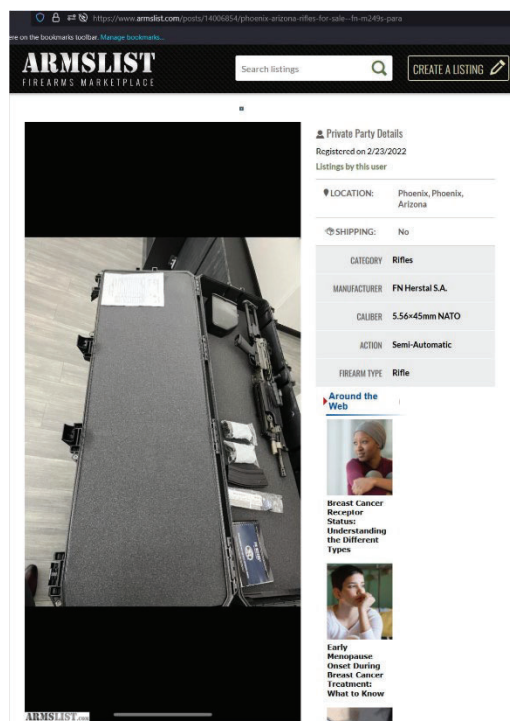 https://www.armslist.com/posts/14006854/phoenix-arizona-rifles-for-sale--fn-m249s-para
ere on the bookmarks toolbar. Manage bookmarks...
ARMSLIST
FIREARMS MARKETPLACE
Search listings
CREATE A LISTING
Private Party Details
Registered on 2/23/2022
Listings by this user
LOCATION: Phoenix, Phoenix,
Arizona
SHIPPING: No
CATEGORY Rifles
MANUFACTURER FN Herstal S.A.
CALIBER 5.56×45mm NATO
ACTION Semi-Automatic
FIREARM TYPE Rifle
Around the
Web
Breast Cancer
Receptor
Status:
Understanding
the Different
Types
Early
Menopause
Onset During
Breast Cancer
Treatment:
What to Know
ARMSLIST.com